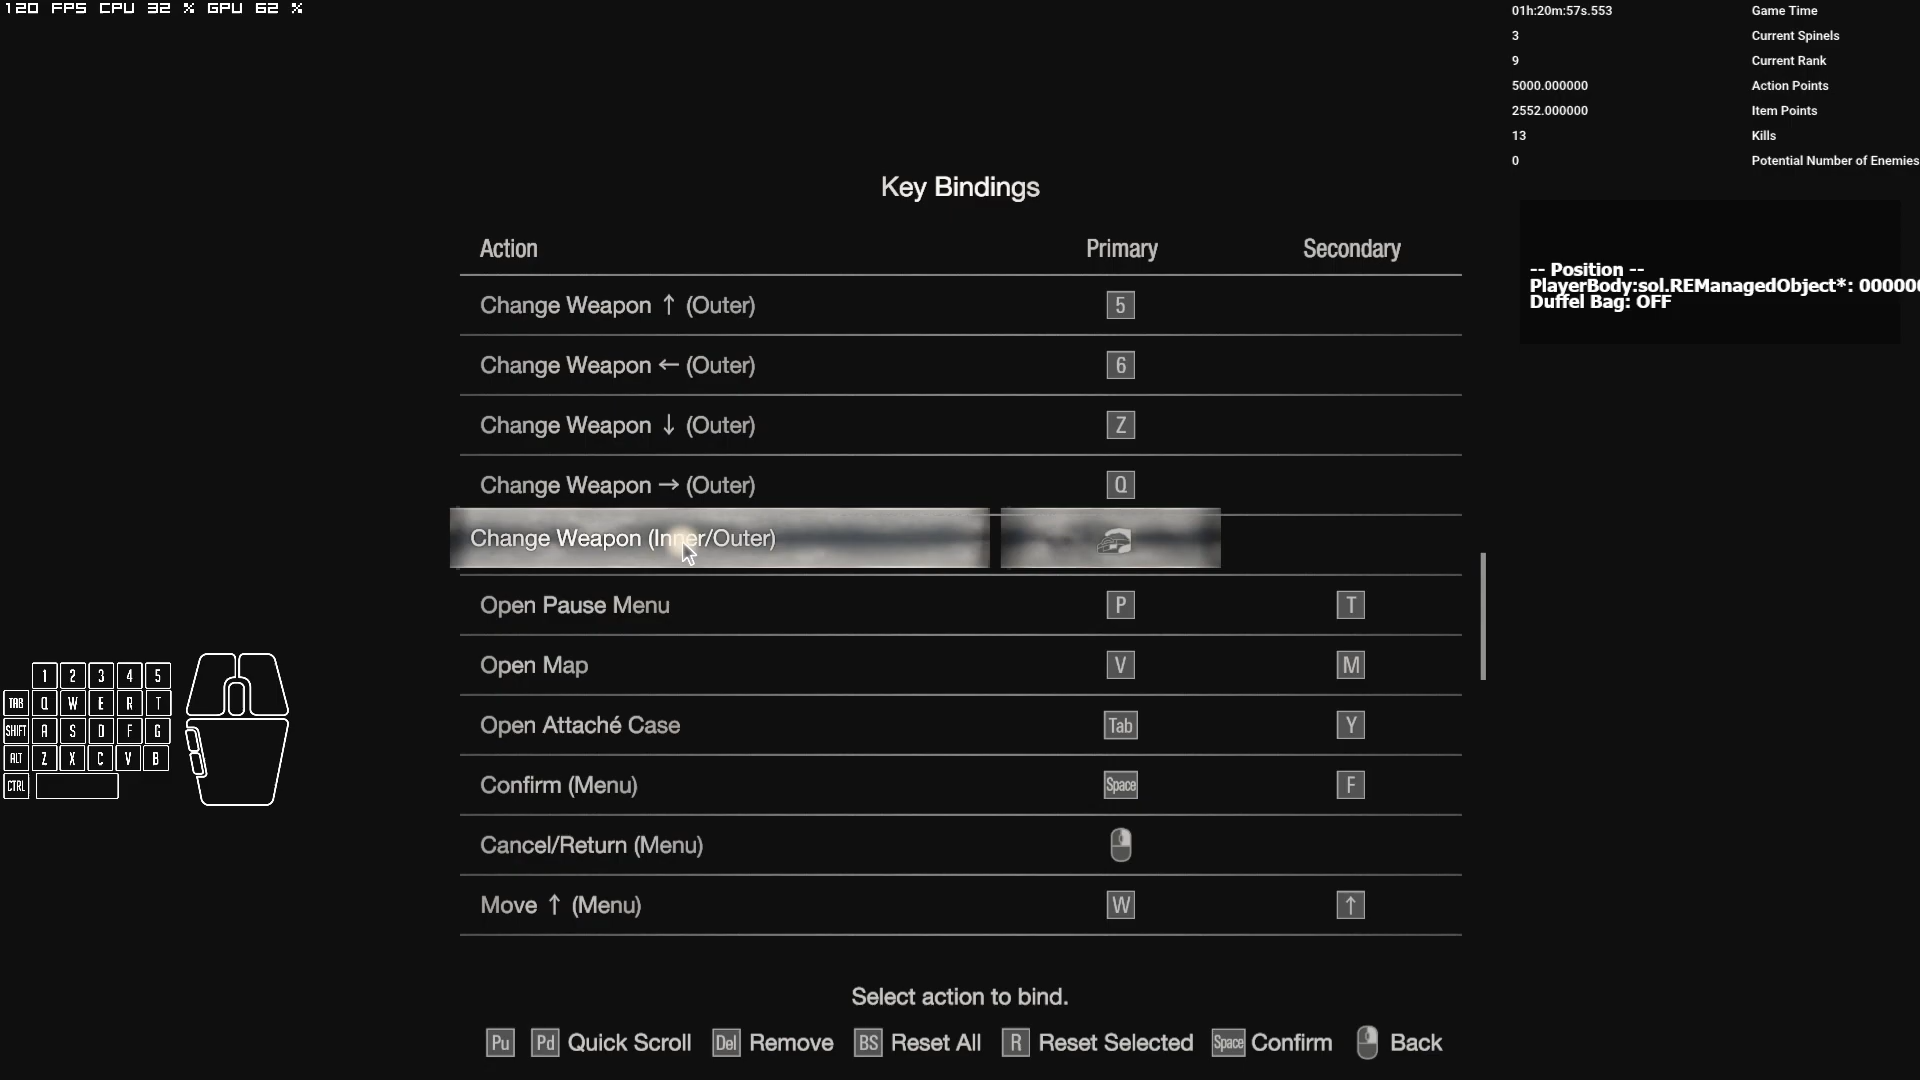 120 FPS CPU 32 % GPU 62 %
01h:20m:57s.553 Game Time
3 Current Spinels
9 Current Rank
5000.000000 Action Points
2552.000000 Item Points
13 Kills
0 Potential Number of Enemies
-- Position --
PlayerBody:sol.REManagedObject*: 000000
Duffel Bag: OFF
Key Bindings
Action Primary Secondary
Change Weapon ↑ (Outer) 5
Change Weapon ← (Outer) 6
Change Weapon ↓ (Outer) Z
Change Weapon → (Outer) Q
Change Weapon (Inner/Outer)
Open Pause Menu P T
Open Map V M
Open Attaché Case Tab Y
Confirm (Menu) Space F
Cancel/Return (Menu)
Move ↑ (Menu) W ↑
1 2 3 4 5
TAB Q W E R T
SHIFT A S D F G
ALT Z X C V B
CTRL
Select action to bind.
Pu Pd Quick Scroll Del Remove BS Reset All R Reset Selected Space Confirm Back